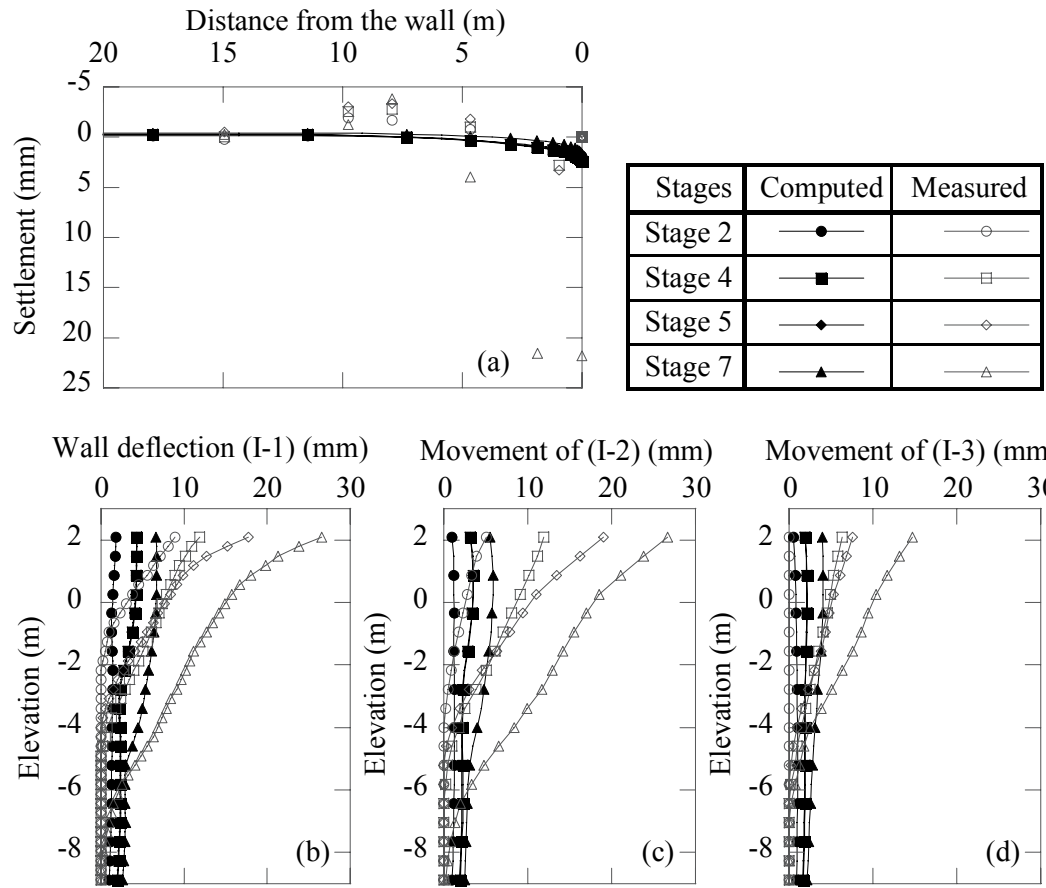 Distance from the wall (m)
20 15 10 5 0
-5
0
5
10
15
20
25
Settlement (mm)
(a)
Stages Computed Measured
Stage 2
Stage 4
Stage 5
Stage 7
Wall deflection (I-1) (mm)
0 10 20 30
2
0
-2
-4
-6
-8
Elevation (m)
(b)
Movement of (I-2) (mm)
0 10 20 30
2
0
-2
-4
-6
-8
Elevation (m)
(c)
Movement of (I-3) (mm
0 10 20 30
2
0
-2
-4
-6
-8
Elevation (m)
(d)